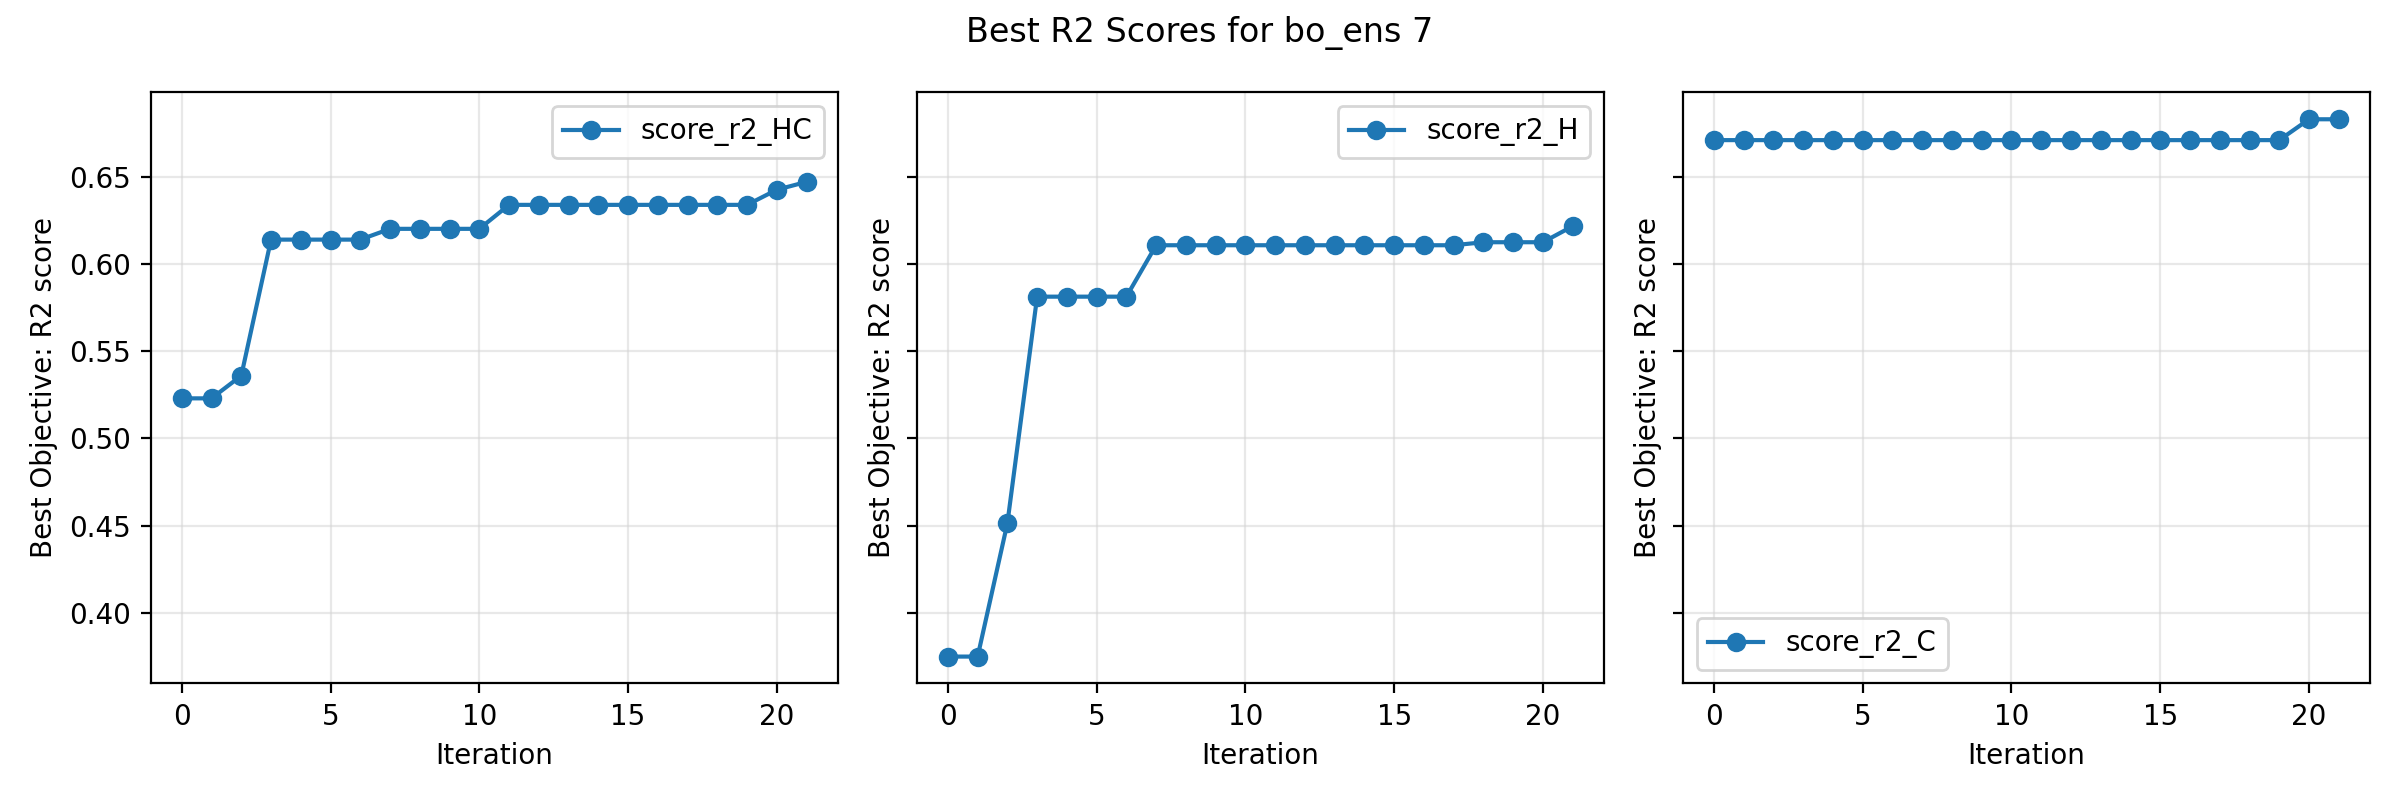 Best R2 Scores for bo_ens 7
score_r2_HC
0.65
0.60
0.55
0.50
0.45
0.40
Best Objective: R2 score
0 5 10 15 20
Iteration
score_r2_H
Best Objective: R2 score
0 5 10 15 20
Iteration
score_r2_C
Best Objective: R2 score
0 5 10 15 20
Iteration